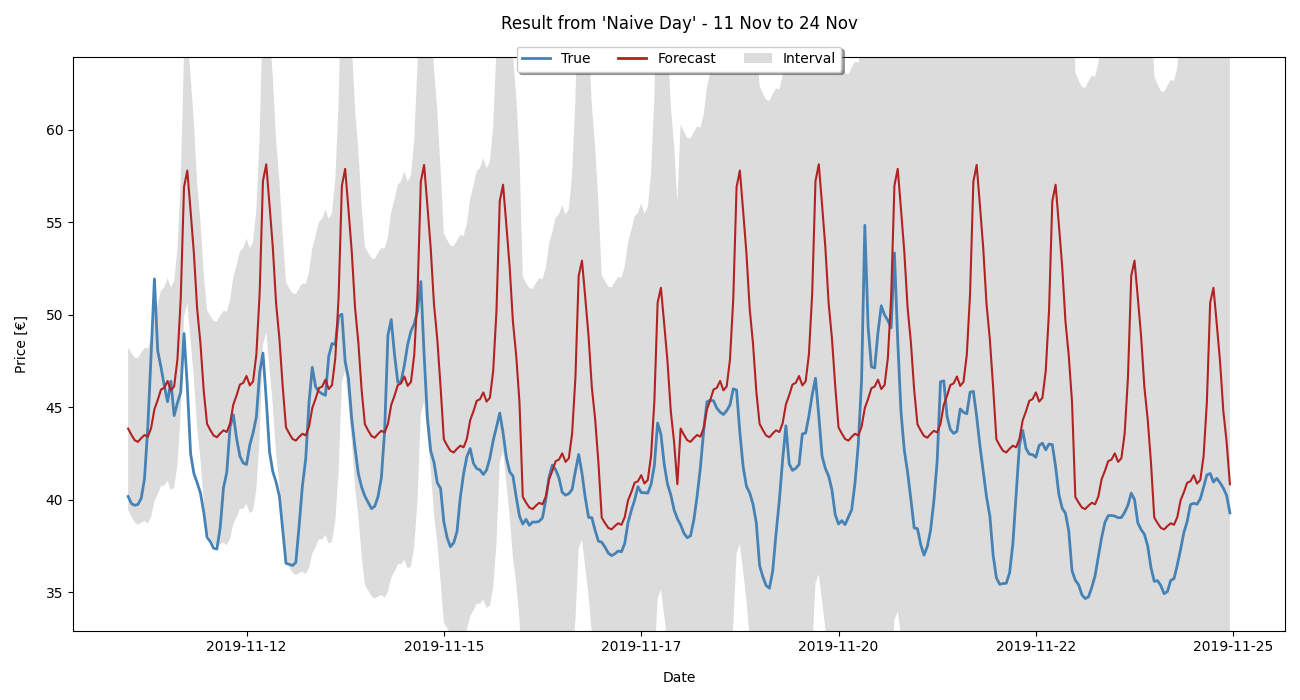 Result from 'Naive Day' - 11 Nov to 24 Nov
True Forecast Interval
Price [€]
60
55
50
45
40
35
2019-11-12 2019-11-15 2019-11-17 2019-11-20 2019-11-22 2019-11-25
Date